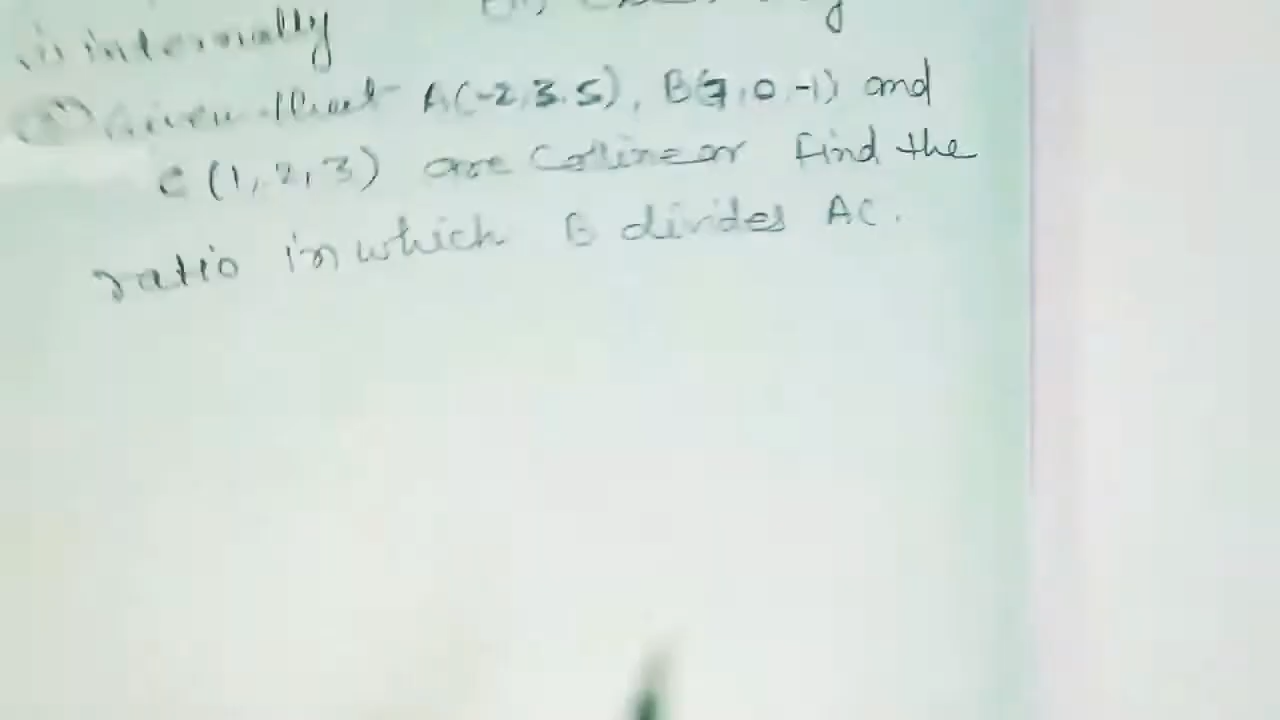 internally
Given that A(-2,3.5), B(7,0,-1) and
C (1,2,3) are Collinear Find the
ratio in which B divides AC.